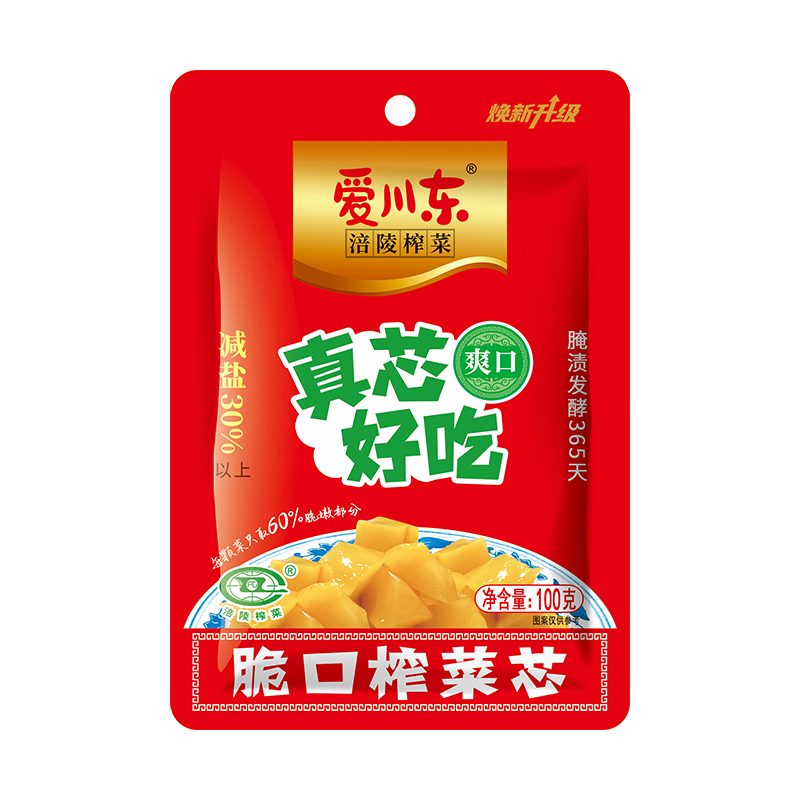 焕新升级
爱川东®
涪陵榨菜
减盐30%
以上
真芯
好吃
爽口
腌渍发酵365天
每颗菜只取60%脆嫩部分
®
涪陵榨菜
净含量:100克
图案仅供参考
脆口榨菜芯